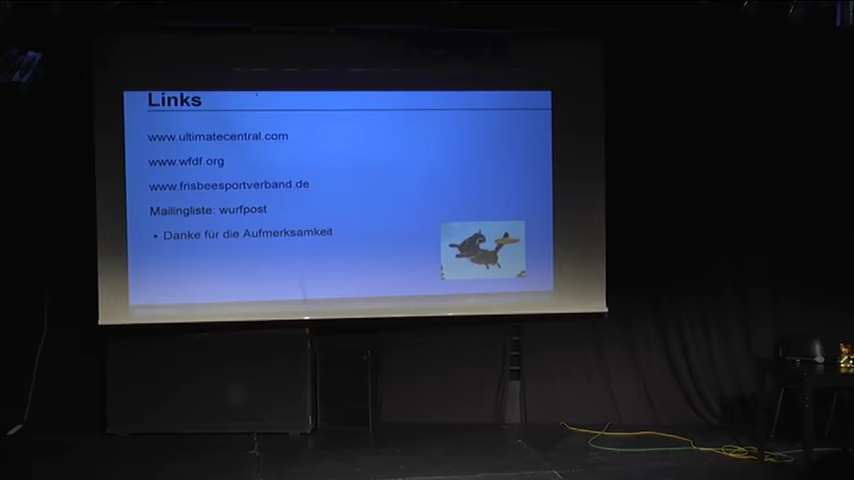 Links
www.ultimatecentral.com
www.wfdf.org
www.frisbeesportverband.de
Mailingliste: wurfpost
• Danke für die Aufmerksamkeit